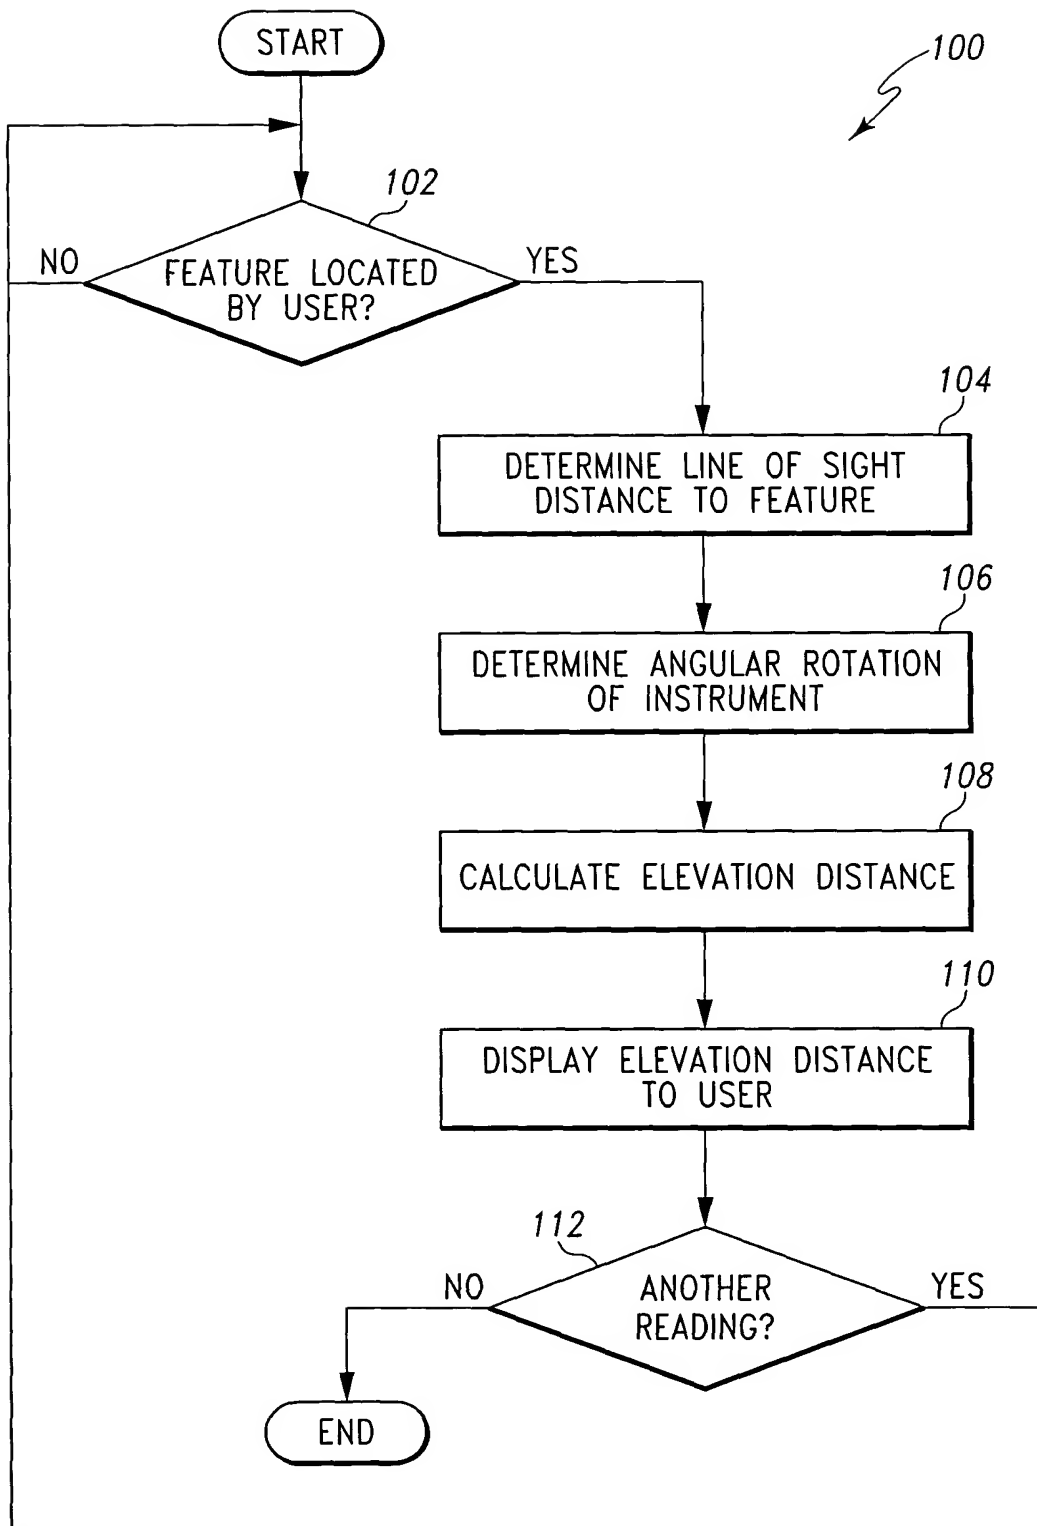 START
100
102
NO
YES
FEATURE LOCATED
BY USER?
104
DETERMINE LINE OF SIGHT
DISTANCE TO FEATURE
106
DETERMINE ANGULAR ROTATION
OF INSTRUMENT
108
CALCULATE ELEVATION DISTANCE
110
DISPLAY ELEVATION DISTANCE
TO USER
112
NO
YES
ANOTHER
READING?
END